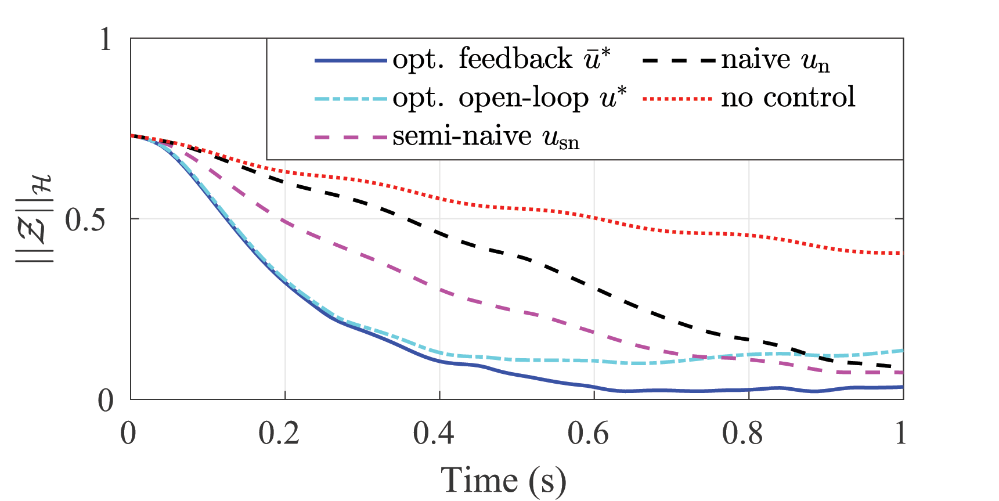 1
opt. feedback ū* naive uₙ
opt. open-loop u* no control
semi-naive uₛₙ
||𝒵||ℋ
0.5
0
0 0.2 0.4 0.6 0.8 1
Time (s)